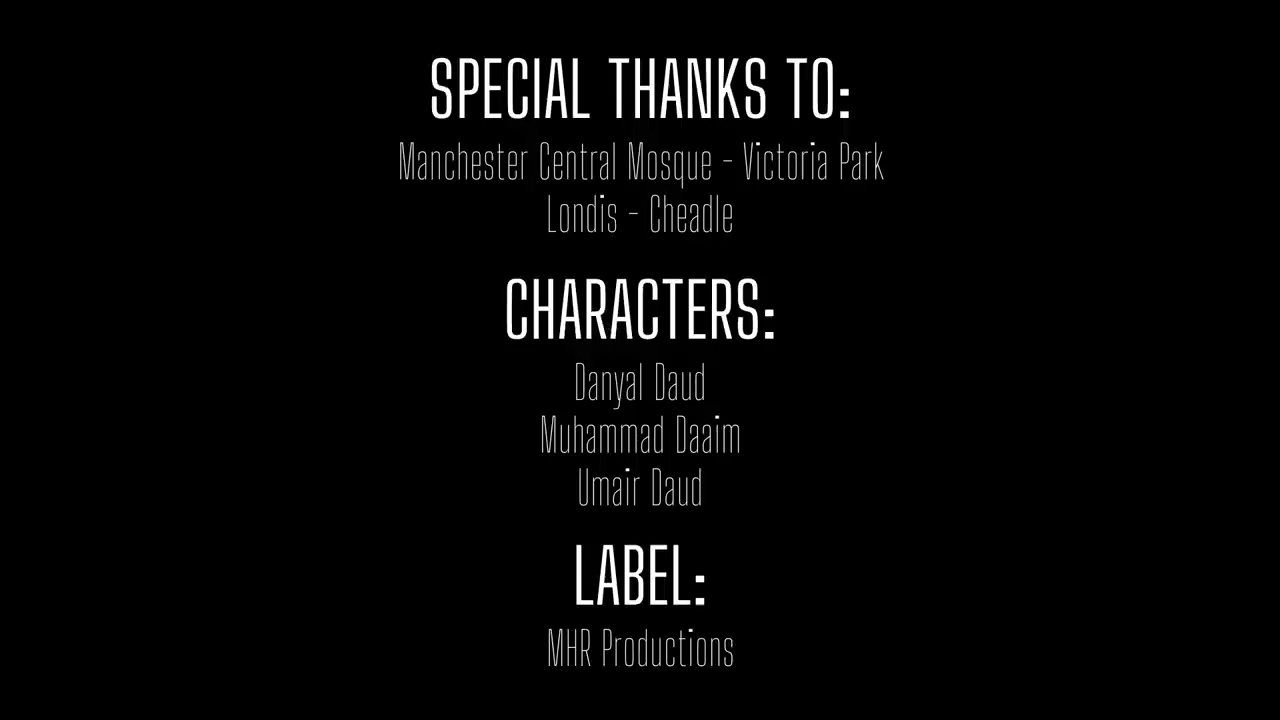 SPECIAL THANKS TO:
Manchester Central Mosque - Victoria Park
Londis - Cheadle
CHARACTERS:
Danyal Daud
Muhammad Daaim
Umair Daud
LABEL:
MHR Productions